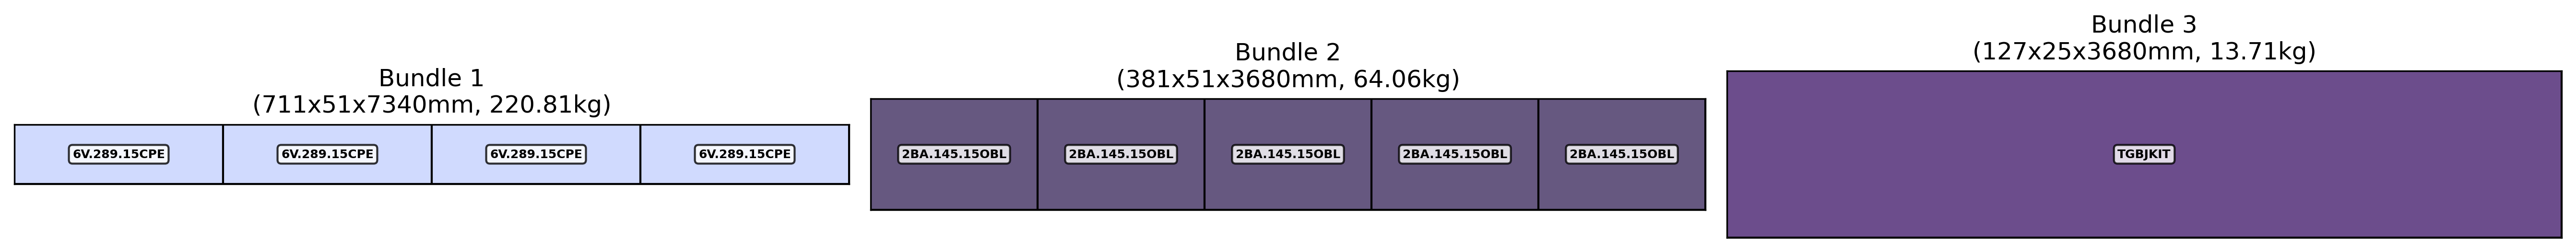 Bundle 1
(711x51x7340mm, 220.81kg)
6V.289.15CPE
6V.289.15CPE
6V.289.15CPE
6V.289.15CPE
Bundle 2
(381x51x3680mm, 64.06kg)
2BA.145.15OBL
2BA.145.15OBL
2BA.145.15OBL
2BA.145.15OBL
2BA.145.15OBL
Bundle 3
(127x25x3680mm, 13.71kg)
TGBJKIT